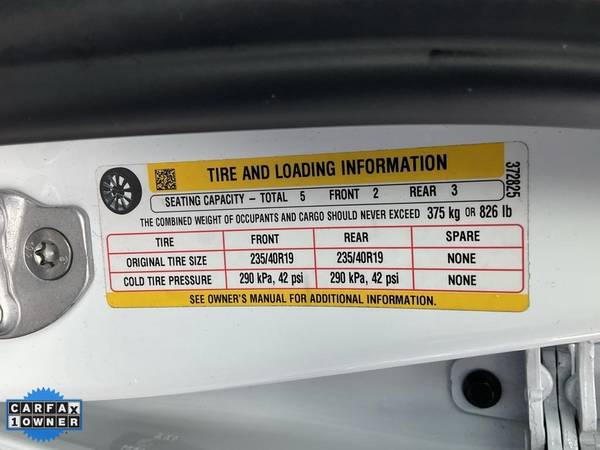 TIRE AND LOADING INFORMATION
SEATING CAPACITY – TOTAL 5 FRONT 2 REAR 3
THE COMBINED WEIGHT OF OCCUPANTS AND CARGO SHOULD NEVER EXCEED 375 kg OR 826 lb
TIRE FRONT REAR SPARE
ORIGINAL TIRE SIZE 235/40R19 235/40R19 NONE
COLD TIRE PRESSURE 290 kPa, 42 psi 290 kPa, 42 psi NONE
SEE OWNER'S MANUAL FOR ADDITIONAL INFORMATION.
3729825
CARFAX
1 OWNER